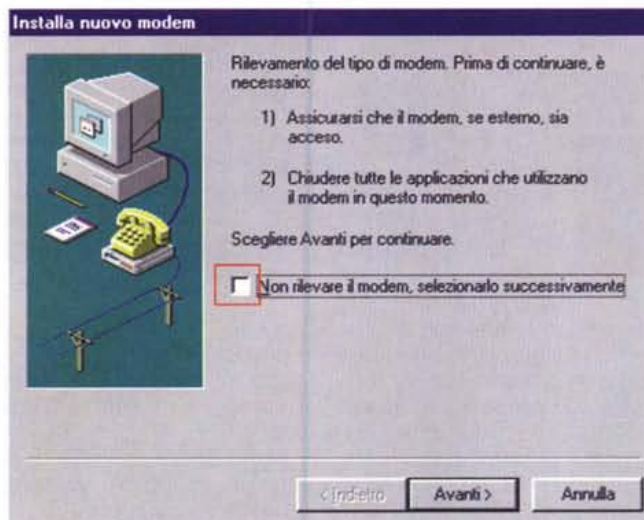 Installa nuovo modem
Rilevamento del tipo di modem. Prima di continuare, è
necessario:
1) Assicurarsi che il modem, se esterno, sia
acceso.
2) Chiudere tutte le applicazioni che utilizzano
il modem in questo momento.
Scegliere Avanti per continuare.
Non rilevare il modem, selezionarlo successivamente
< Indietro Avanti > Annulla